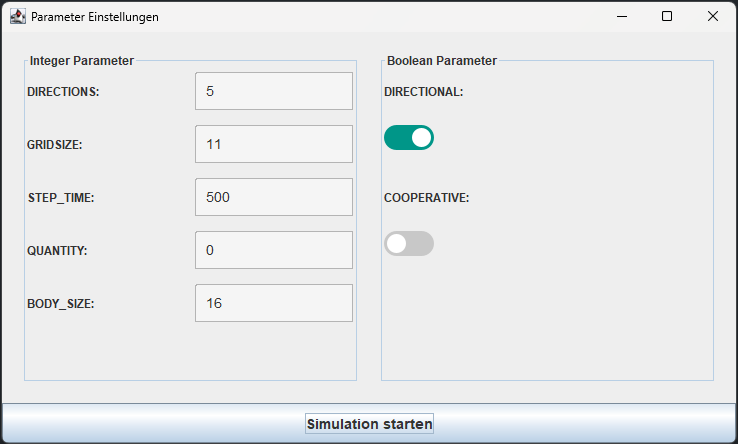 Parameter Einstellungen
Integer Parameter
DIRECTIONS: 5
GRIDSIZE: 11
STEP_TIME: 500
QUANTITY: 0
BODY_SIZE: 16
Boolean Parameter
DIRECTIONAL:
COOPERATIVE:
Simulation starten